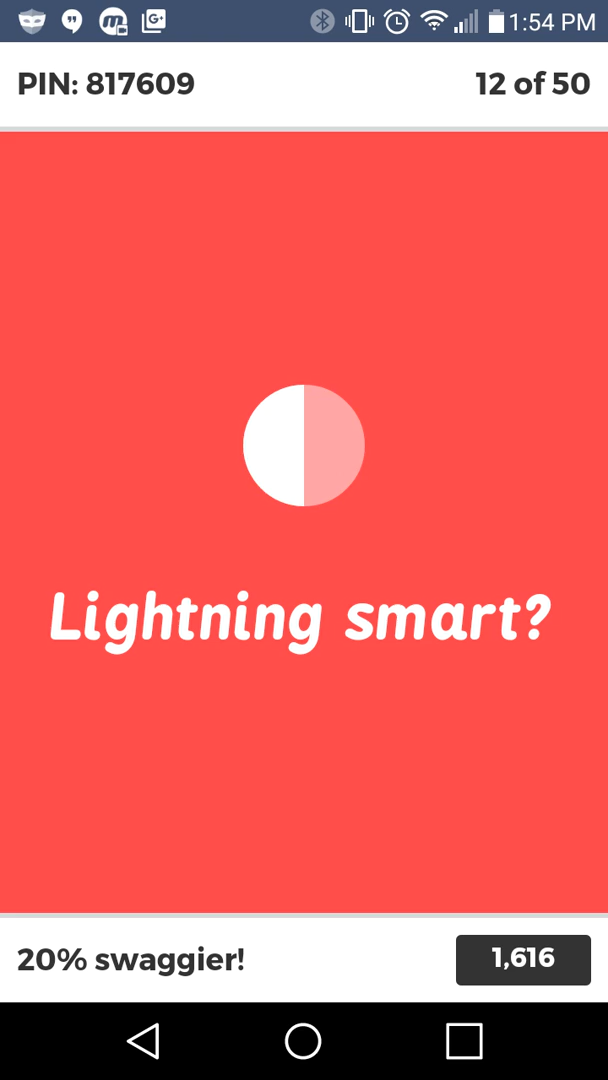 1:54 PM
PIN: 817609
12 of 50
Lightning smart?
20% swaggier!
1,616